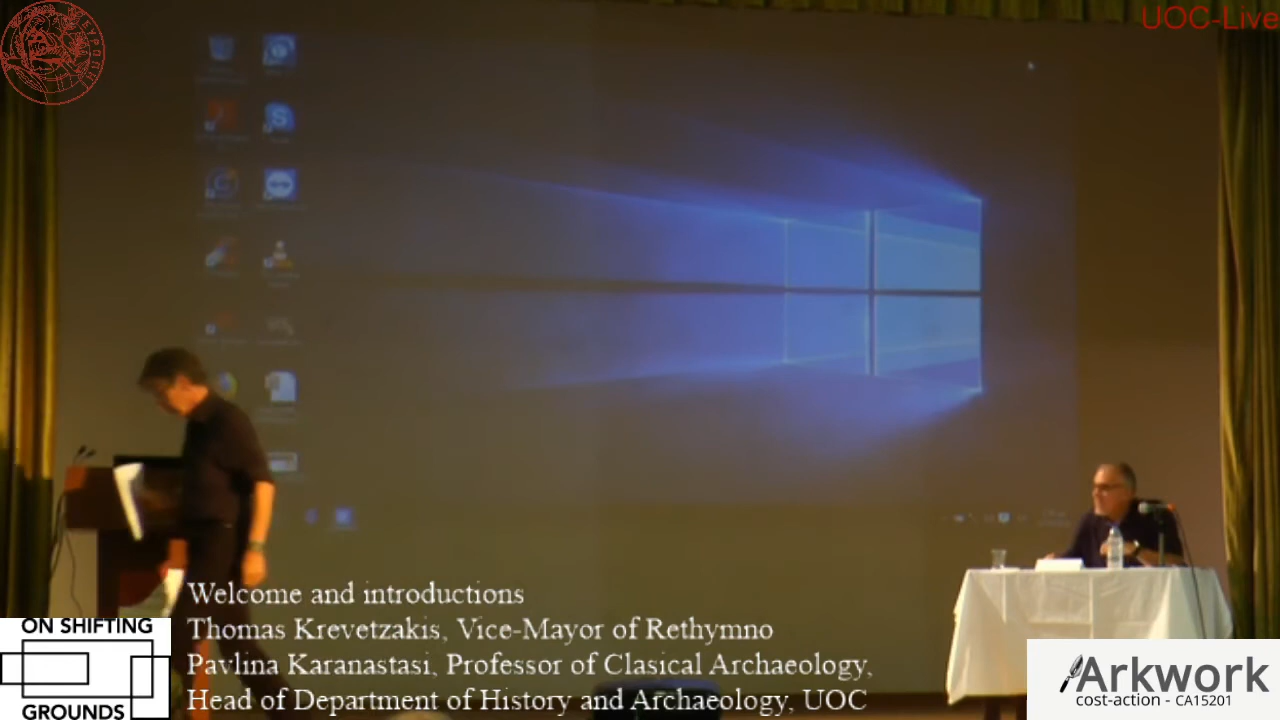 UOC-Live
Welcome and introductions
Thomas Krevetzakis, Vice-Mayor of Rethymno
Pavlina Karanastasi, Professor of Clasical Archaeology,
Head of Department of History and Archaeology, UOC
ON SHIFTING
GROUNDS
Arkwork
cost-action - CA15201